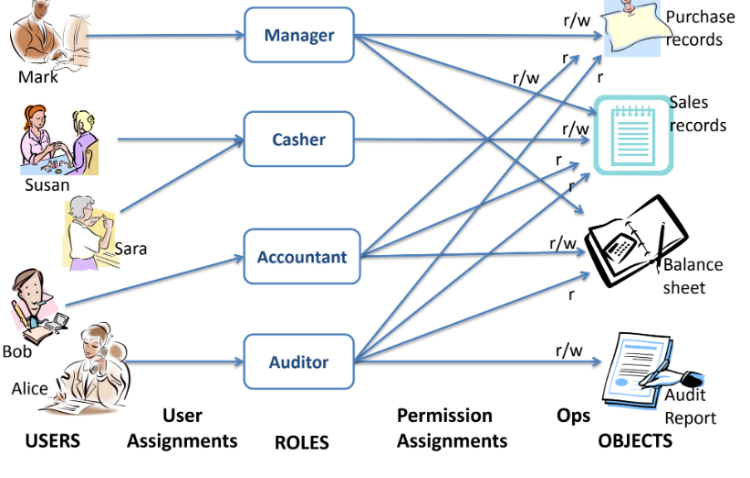 Mark
Susan
Sara
Bob
Alice
USERS
User
Assignments
Manager
Casher
Accountant
Auditor
ROLES
Permission
Assignments
r/w
r
r/w
r
r/w
r
r
r/w
r
r/w
Ops
Purchase
records
Sales
records
Balance
sheet
Audit
Report
OBJECTS